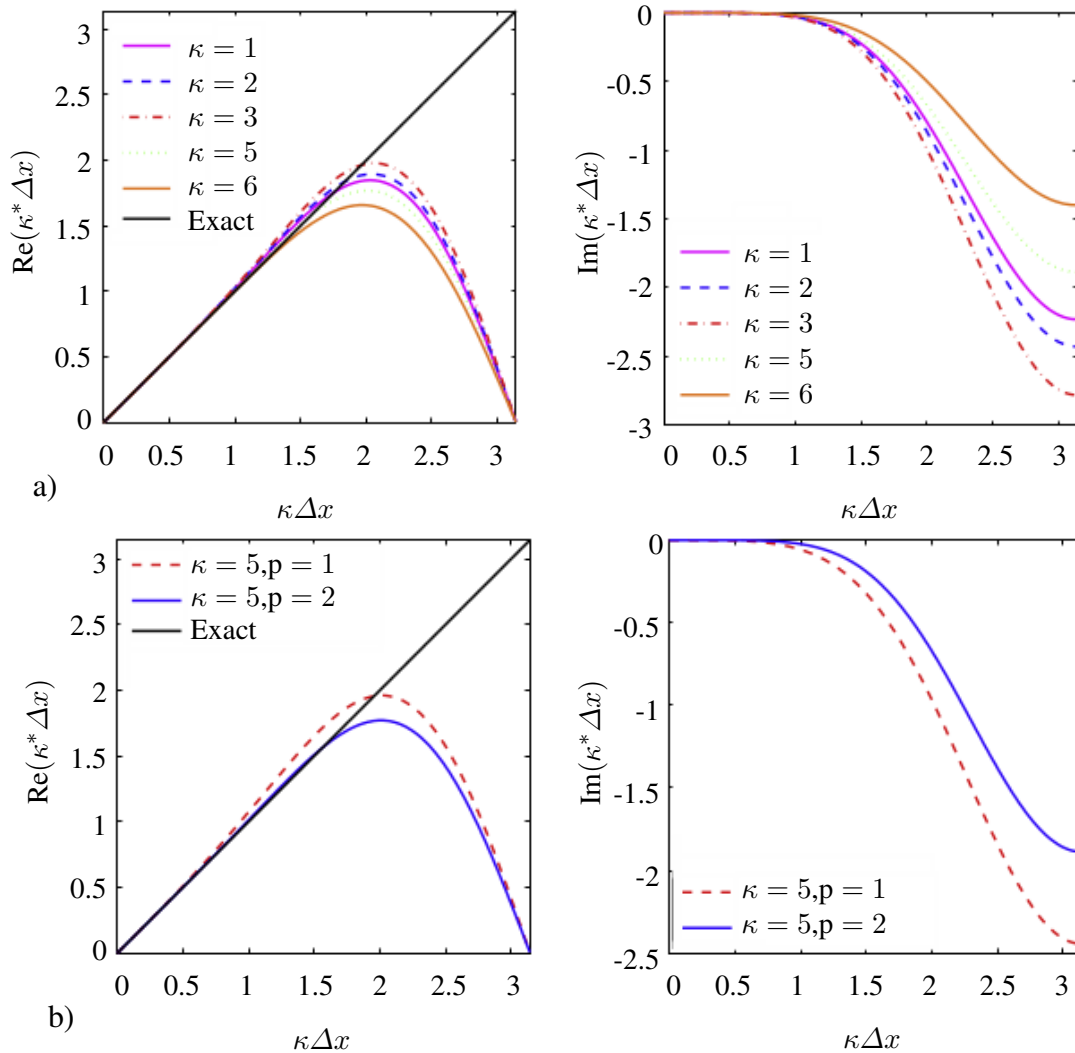 3
2.5
2
1.5
1
0.5
0
Re(κ* Δx)
κ = 1
κ = 2
κ = 3
κ = 5
κ = 6
Exact
0 0.5 1 1.5 2 2.5 3
κΔx
a)
0
-0.5
-1
-1.5
-2
-2.5
-3
Im(κ* Δx)
κ = 1
κ = 2
κ = 3
κ = 5
κ = 6
0 0.5 1 1.5 2 2.5 3
κΔx
3
2.5
2
1.5
1
0.5
0
Re(κ* Δx)
κ = 5,p = 1
κ = 5,p = 2
Exact
0 0.5 1 1.5 2 2.5 3
κΔx
b)
0
-0.5
-1
-1.5
-2
-2.5
Im(κ* Δx)
κ = 5,p = 1
κ = 5,p = 2
0 0.5 1 1.5 2 2.5 3
κΔx